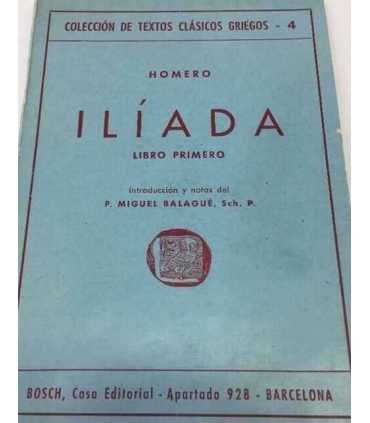 COLECCIÓN DE TEXTOS CLÁSICOS GRIEGOS - 4
HOMERO
ILÍADA
LIBRO PRIMERO
Introducción y notas del
P. MIGUEL BALAGUÉ, Sch. P.
BOSCH, Casa Editorial - Apartado 928 - BARCELONA